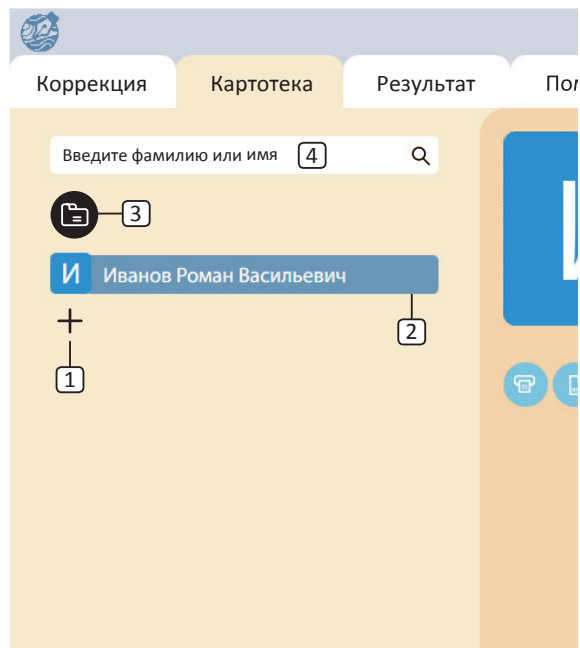 Коррекция Картотека Результат
Введите фамилию или имя 4
3
И Иванов Роман Васильевич
2
1